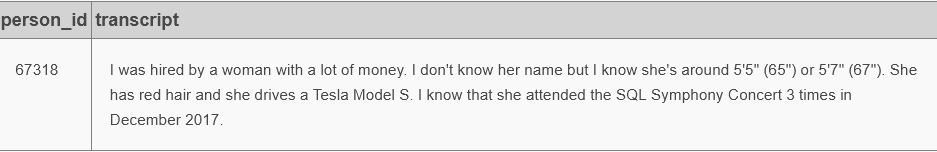 person_id transcript
67318 I was hired by a woman with a lot of money. I don't know her name but I know she's around 5'5" (65") or 5'7" (67"). She
has red hair and she drives a Tesla Model S. I know that she attended the SQL Symphony Concert 3 times in
December 2017.